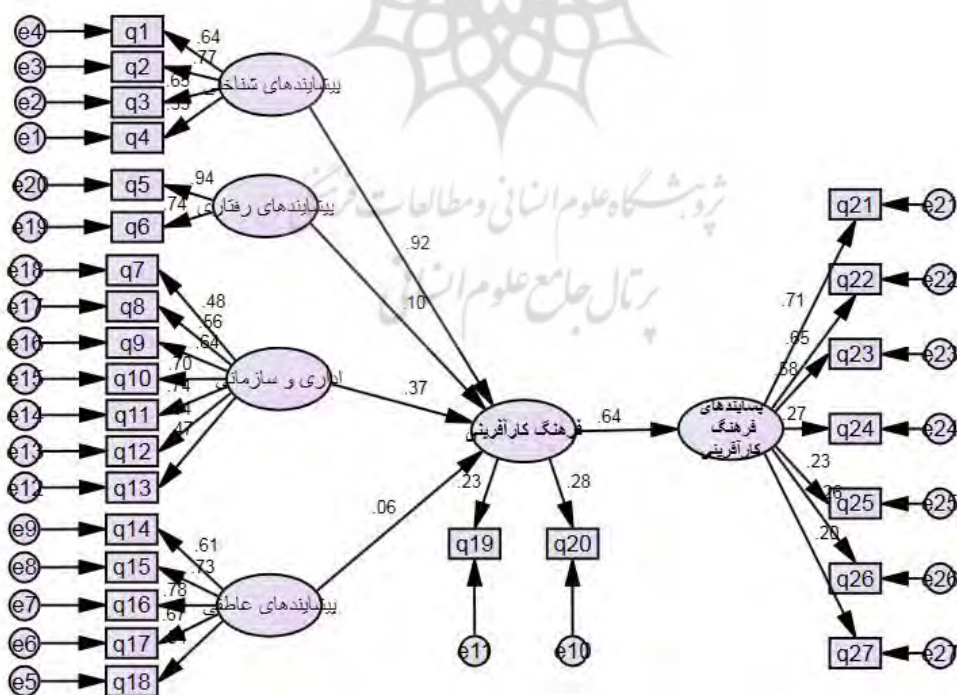 e4 q1 .64
e3 q2 .77
e2 q3 .65
e1 q4
پیشایندهای شناختی
e20 q5 .94
e19 q6 .74
پیشایندهای رفتاری
پژوهشگاه علوم انسانی و مطالعات فرهنگی
پرتال جامع علوم انسانی
.92
.10
e18 q7 .48
e17 q8 .56
e16 q9 .64
e15 q10 .70
e14 q11 .74
e13 q12
e12 q13 .47
اداری و سازمانی
.37
e9 q14 .61
e8 q15 .73
e7 q16 .78
e6 q17 .67
e5 q18
پیشایندهای عاطفی
.06
فرهنگ کارآفرینی
.64
.23 .28
q19 q20
e11 e10
پسایندهای
فرهنگ
کارآفرینی
.71 q21 e21
.65 q22 e22
.58 q23 e23
.27 q24 e24
.23 q25 e25
.26 q26 e26
.20 q27 e27